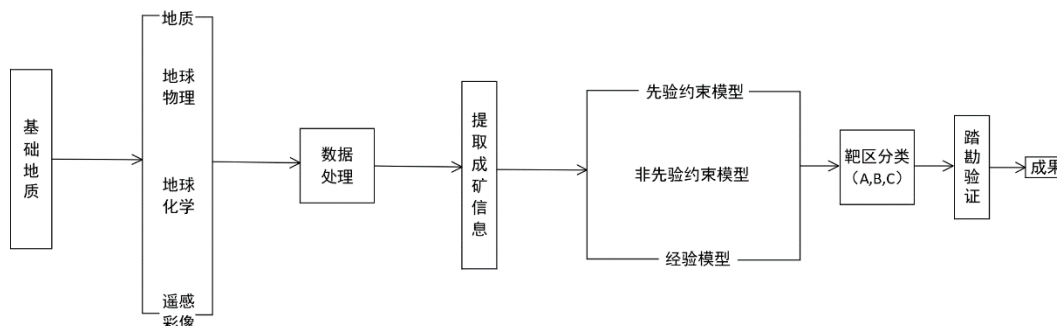 基
础
地
质
地质
地球
物理
地球
化学
遥感
彩像
数据
处理
提
取
成
矿
信
息
先验约束模型
非先验约束模型
经验模型
靶区分类
（A,B,C）
踏
勘
验
证
成果